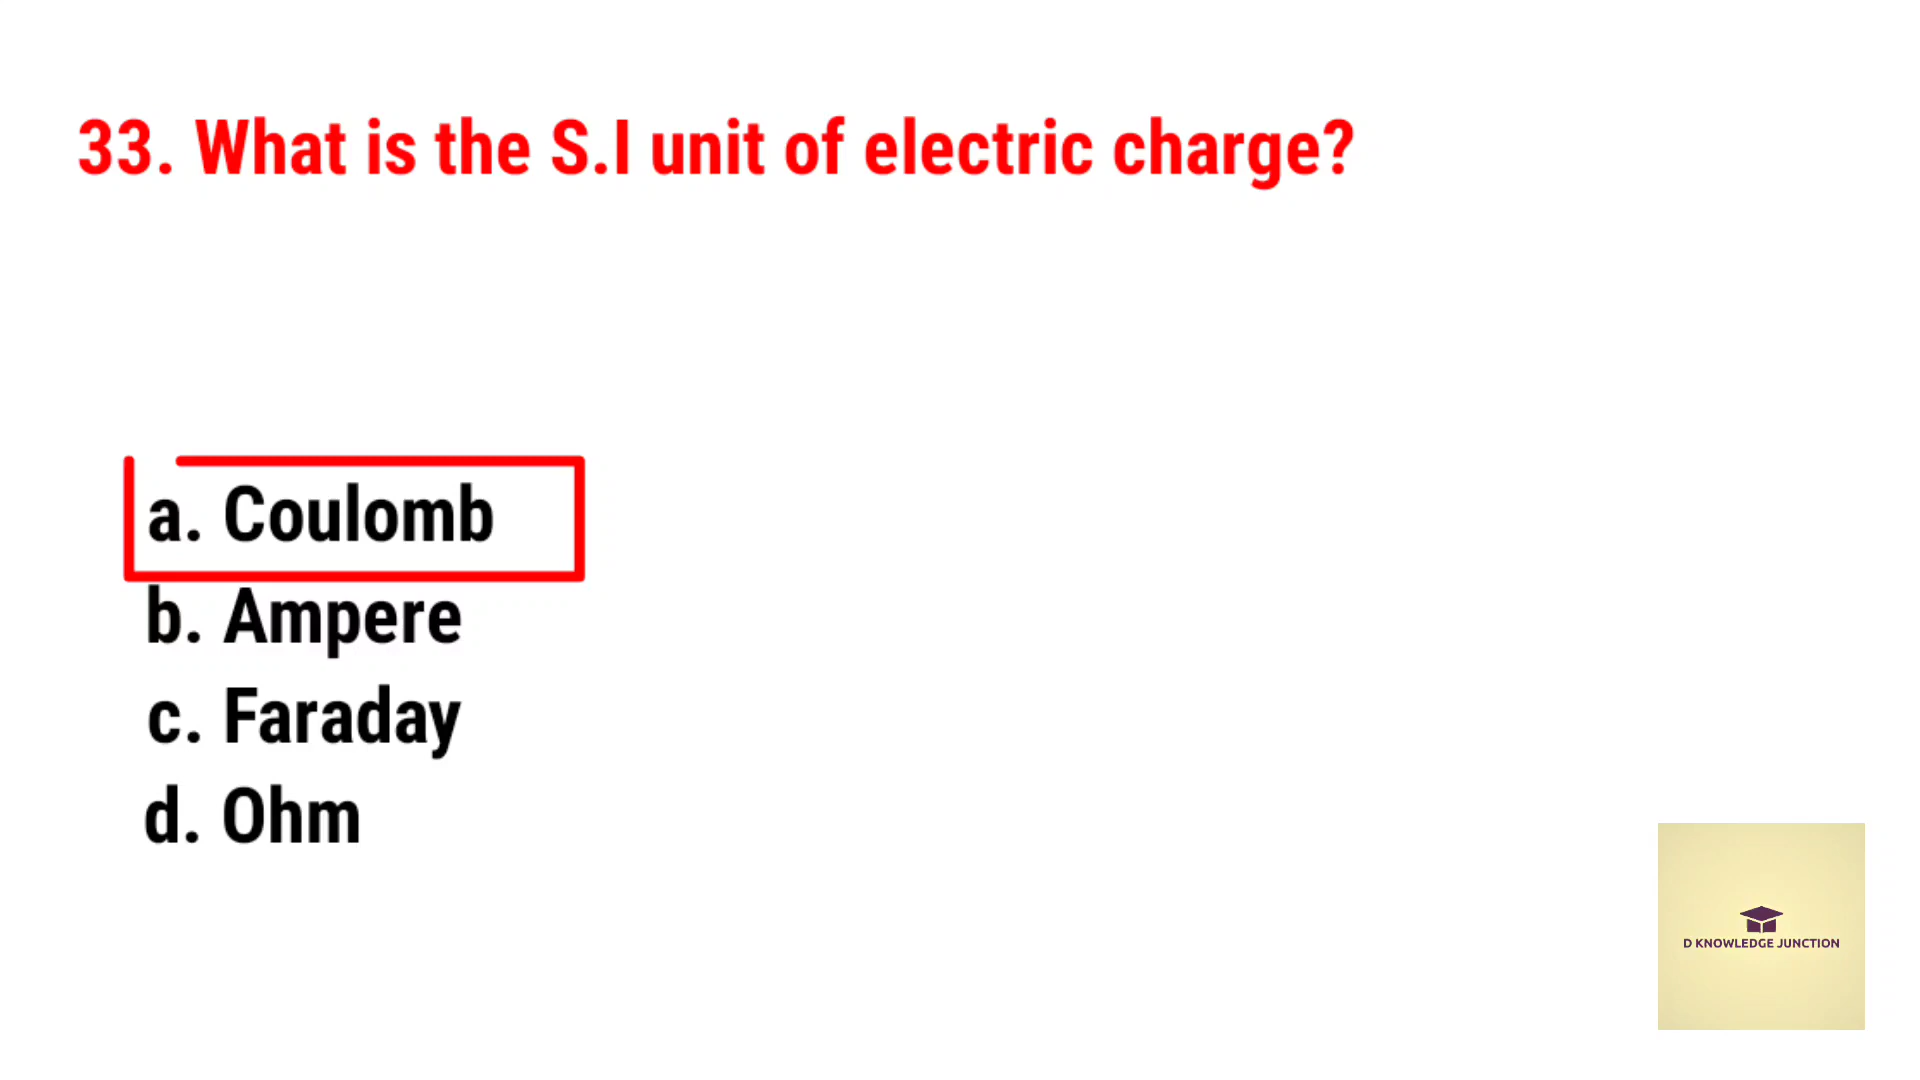 33. What is the S.I unit of electric charge?
a. Coulomb
b. Ampere
c. Faraday
d. Ohm
D KNOWLEDGE JUNCTION